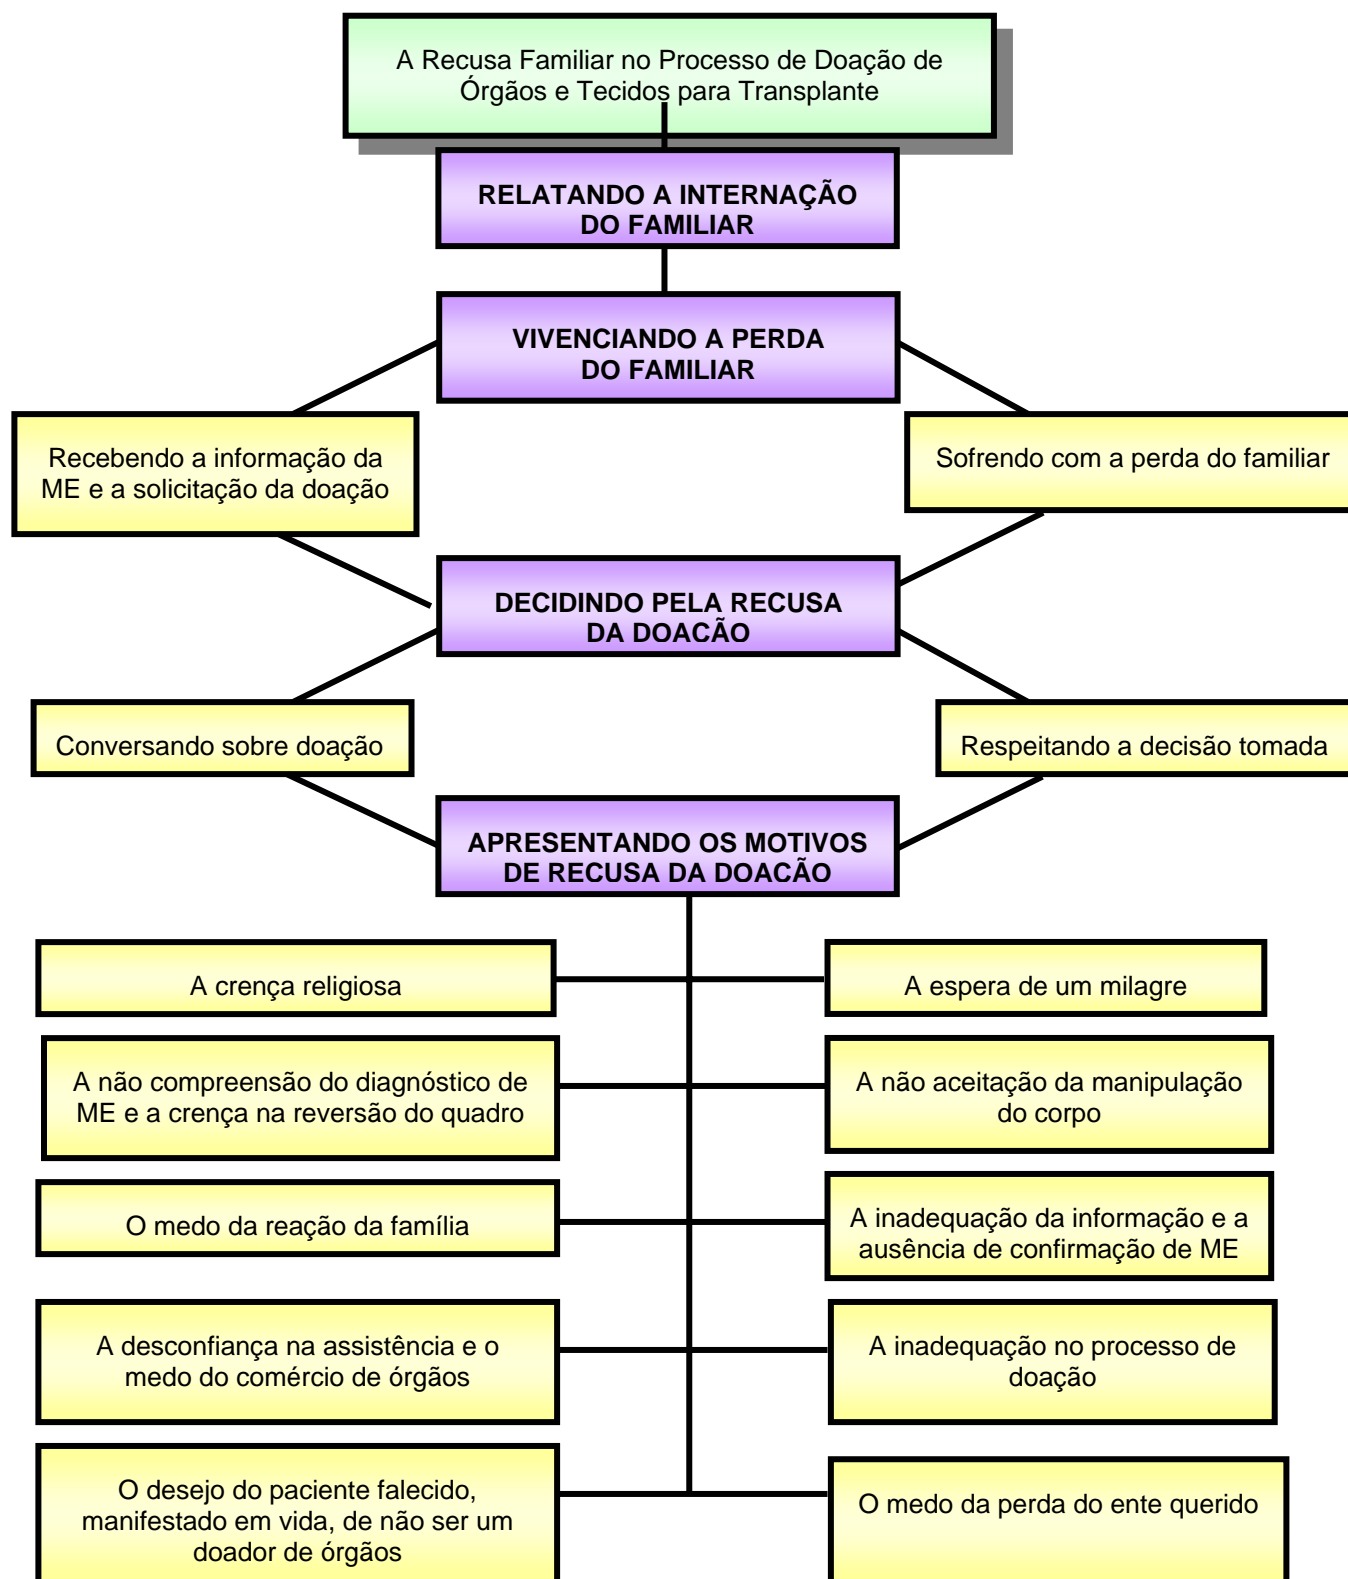 A Recusa Familiar no Processo de Doação de
Órgãos e Tecidos para Transplante
RELATANDO A INTERNAÇÃO
DO FAMILIAR
VIVENCIANDO A PERDA
DO FAMILIAR
Recebendo a informação da
ME e a solicitação da doação
Sofrendo com a perda do familiar
DECIDINDO PELA RECUSA
DA DOACÃO
Conversando sobre doação
Respeitando a decisão tomada
APRESENTANDO OS MOTIVOS
DE RECUSA DA DOACÃO
A crença religiosa
A espera de um milagre
A não compreensão do diagnóstico de
ME e a crença na reversão do quadro
A não aceitação da manipulação
do corpo
O medo da reação da família
A inadequação da informação e a
ausência de confirmação de ME
A desconfiança na assistência e o
medo do comércio de órgãos
A inadequação no processo de
doação
O desejo do paciente falecido,
manifestado em vida, de não ser um
doador de órgãos
O medo da perda do ente querido